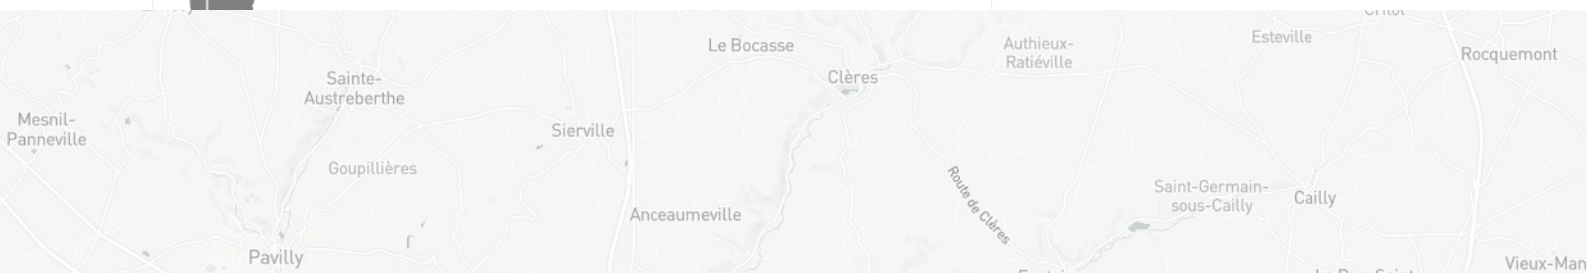 Le Bocasse
Authieux-
Ratiéville
Esteville
Rocquemont
Sainte-
Austreberthe
Clères
Mesnil-
Panneville
Sierville
Goupillières
Route de Clères
Saint-Germain-
sous-Cailly
Cailly
Anceaumeville
Pavilly